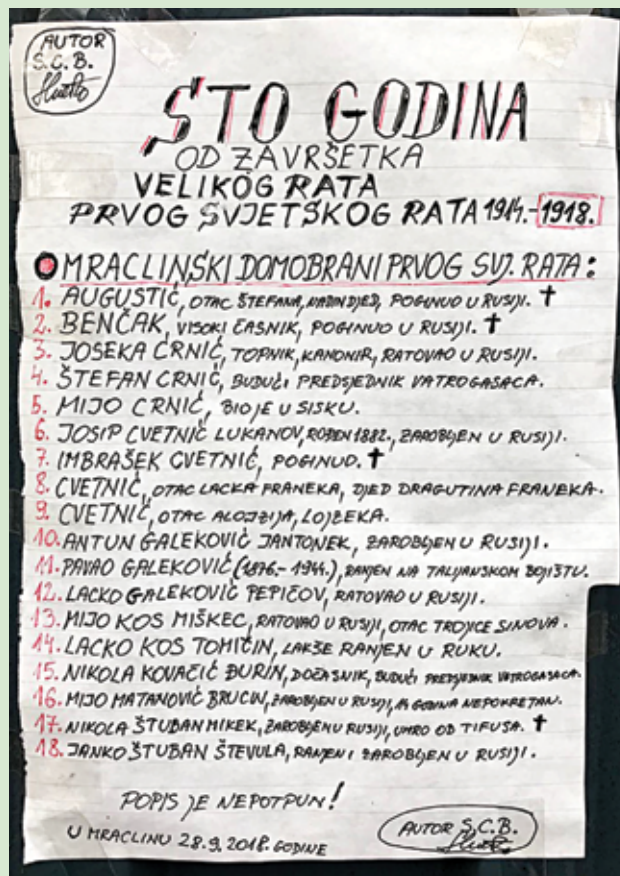 AUTOR
S.C.B.
STO GODINA
OD ZAVRŠETKA
VELIKOG RATA
PRVOG SVJETSKOG RATA 1914.-1918.
MRACLINSKI DOMOBRANI PRVOG SVJ. RATA:
1. AUGUSTIĆ, OTAC ŠTEFANA, NADIN DJED, POGINUO U RUSIJI. ✝
2. BENČAK, VISOKI ČASNIK, POGINUO U RUSIJI. ✝
3. JOSEKA CRNIĆ, TOPNIK, KANONIR, RATOVAO U RUSIJI.
4. ŠTEFAN CRNIĆ, BUDUĆI PREDSJEDNIK VATROGASACA.
5. MIJO CRNIĆ, BIO JE U SISKU.
6. JOSIP CVETNIĆ LUKANOV, ROĐEN 1882., ZAROBLJEN U RUSIJI.
7. IMBRAŠEK CVETNIĆ, POGINUO. ✝
8. CVETNIĆ, OTAC LACKA FRANEKA, DJED DRAGUTINA FRANEKA.
9. CVETNIĆ, OTAC ALOJZIJA, LOJZEKA.
10. ANTUN GALEKOVIĆ JANTONEK, ZAROBLJEN U RUSIJI.
11. PAVAO GALEKOVIĆ (1876.-1944.), RANJEN NA TALIJANSKOM BOJIŠTU.
12. LACKO GALEKOVIĆ PEPIČOV, RATOVAO U RUSIJI.
13. MIJO KOS MIŠKEC, RATOVAO U RUSIJI, OTAC TROJICE SINOVA.
14. LACKO KOS TOMIČIN, LAKŠE RANJEN U RUKU.
15. NIKOLA KOVAČIĆ ĐURIN, DOČASNIK, BUDUĆI PREDSJEDNIK VATROGASACA.
16. MIJO MATANOVIĆ BRUCIN, ZAROBLJEN U RUSIJI, GODINA NEPOKRETAN.
17. NIKOLA ŠTUBAN MIKEK, ZAROBLJEN U RUSIJI, UMRO OD TIFUSA. ✝
18. JANKO ŠTUBAN ŠTEVULA, RANJEN I ZAROBLJEN U RUSIJI.
POPIS JE NEPOTPUN!
U MRACLINU 28.9.2018. GODINE
AUTOR S.C.B.